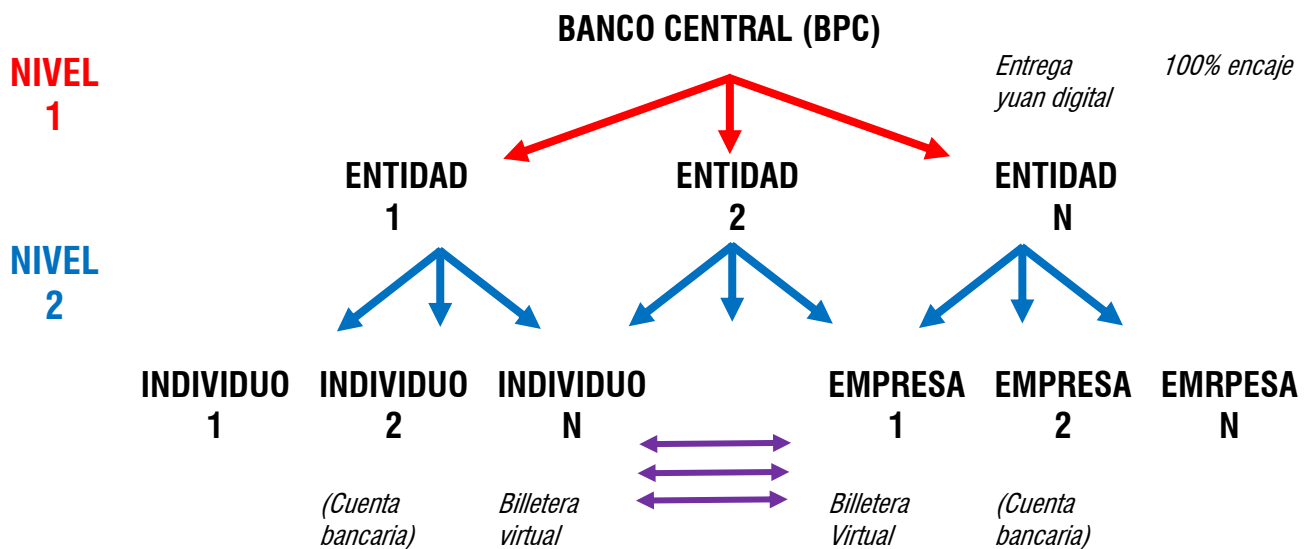 BANCO CENTRAL (BPC)
NIVEL
1
Entrega
yuan digital
100% encaje
ENTIDAD
1
ENTIDAD
2
ENTIDAD
N
NIVEL
2
INDIVIDUO
1
INDIVIDUO
2
INDIVIDUO
N
EMPRESA
1
EMPRESA
2
EMRPESA
N
(Cuenta
bancaria)
Billetera
virtual
Billetera
Virtual
(Cuenta
bancaria)